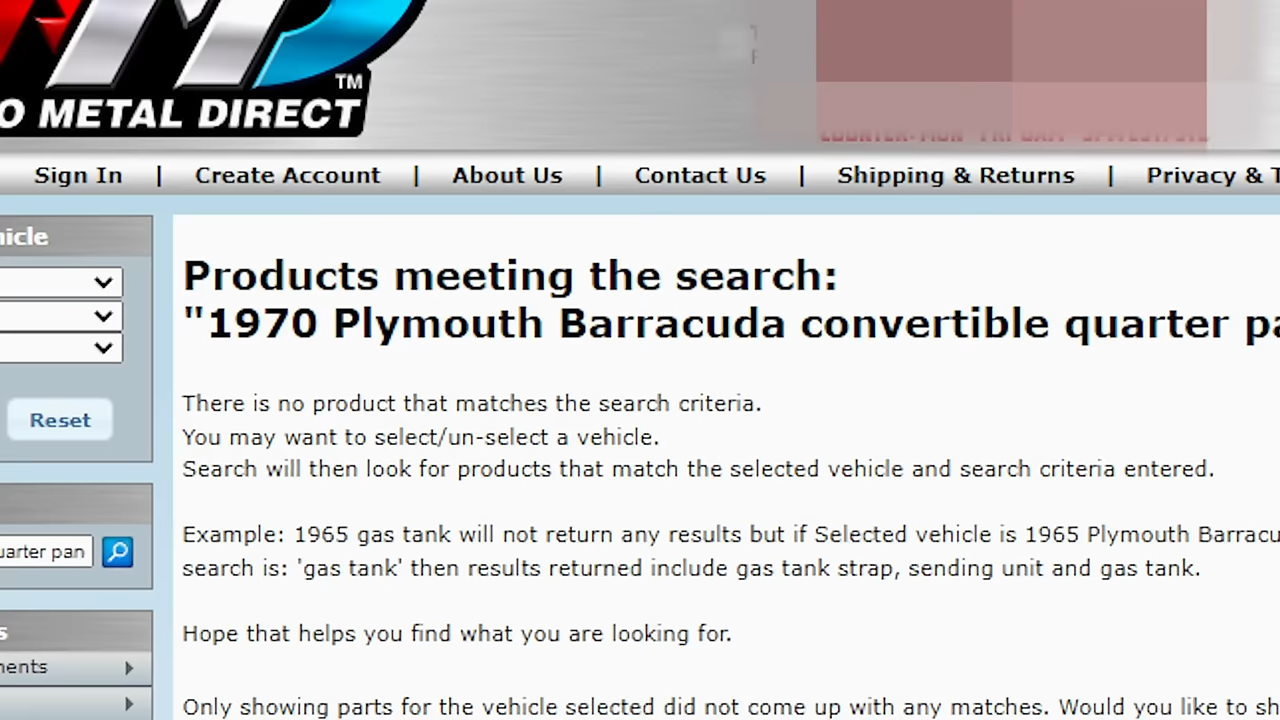 TM
O METAL DIRECT
Sign In | Create Account | About Us | Contact Us | Shipping & Returns | Privacy & T
icle
Products meeting the search:
"1970 Plymouth Barracuda convertible quarter pa
There is no product that matches the search criteria.
You may want to select/un-select a vehicle.
Reset
Search will then look for products that match the selected vehicle and search criteria entered.
Example: 1965 gas tank will not return any results but if Selected vehicle is 1965 Plymouth Barracu
uarter pan
search is: 'gas tank' then results returned include gas tank strap, sending unit and gas tank.
s
Hope that helps you find what you are looking for.
nents
Only showing parts for the vehicle selected did not come up with any matches. Would you like to sh